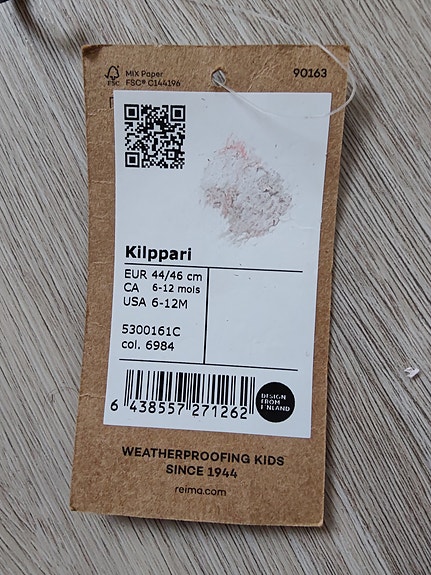 FSC
MIX Paper
FSC® C144196
90163
Kilppari
EUR 44/46 cm
CA 6-12 mois
USA 6-12M
5300161C
col. 6984
6 438557 271262
DESIGN
FROM
FINLAND
WEATHERPROOFING KIDS
SINCE 1944
reima.com